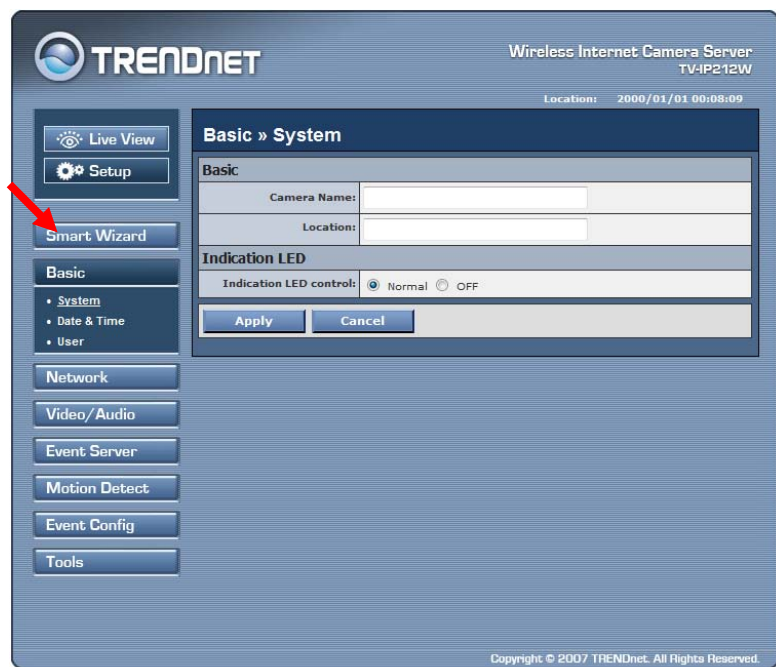 TRENDNET
Wireless Internet Camera Server
TV-IP212W
Location: 2000/01/01 00:08:09
Live View
Setup
Smart Wizard
Basic
• System
• Date & Time
• User
Network
Video/Audio
Event Server
Motion Detect
Event Config
Tools
Basic » System
Basic
Camera Name:
Location:
Indication LED
Indication LED control: Normal OFF
Apply Cancel
Copyright © 2007 TRENDnet. All Rights Reserved.